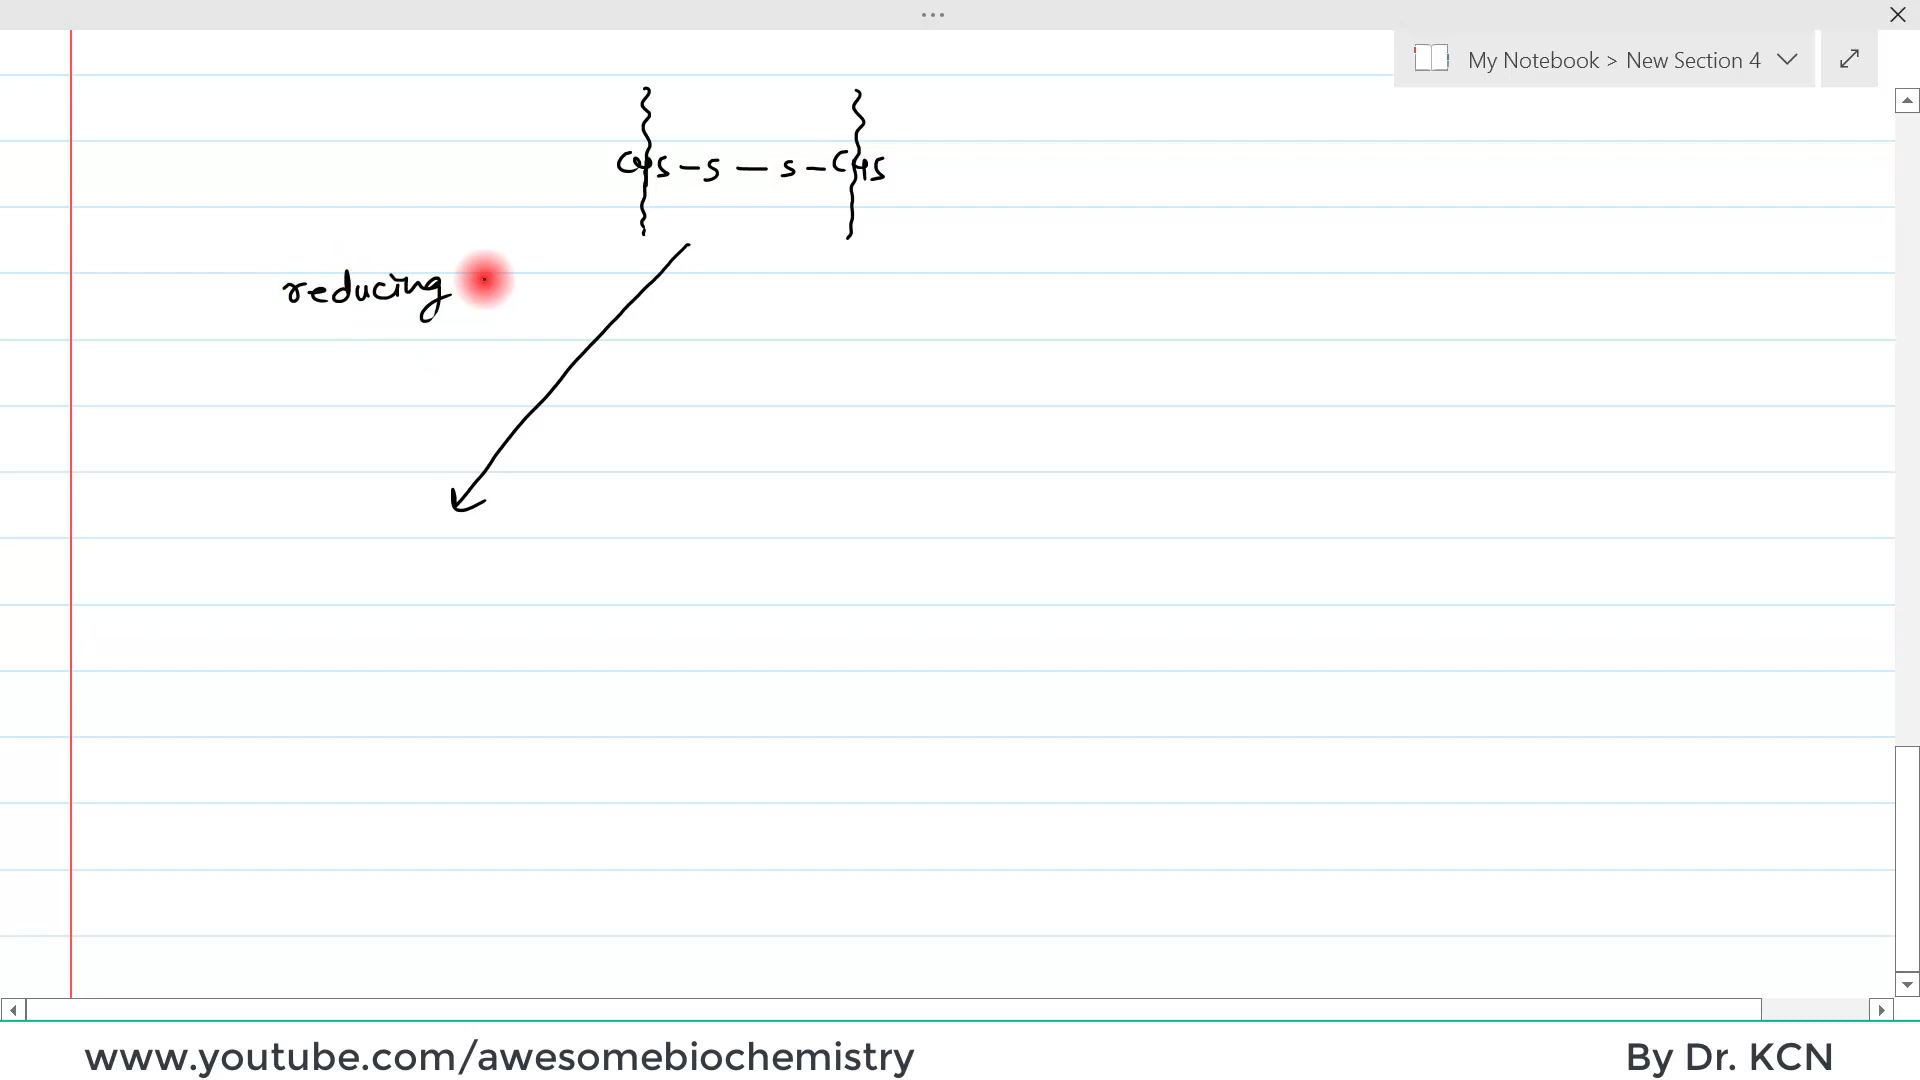 ...
My Notebook > New Section 4
Cys - S - S - Cys
reducing
www.youtube.com/awesomebiochemistry
By Dr. KCN